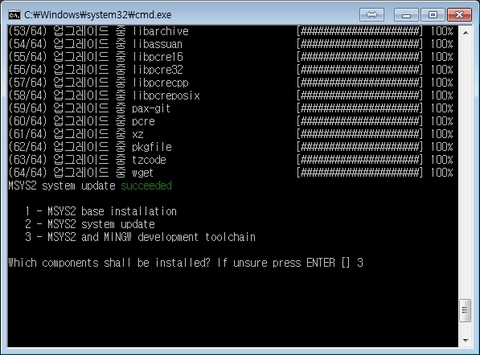 C:\Windows\system32\cmd.exe
(53/64) 업그레이드 중 libarchive [######################] 100%
(54/64) 업그레이드 중 libassuan [######################] 100%
(55/64) 업그레이드 중 libpcre16 [######################] 100%
(56/64) 업그레이드 중 libpcre32 [######################] 100%
(57/64) 업그레이드 중 libpcrecpp [######################] 100%
(58/64) 업그레이드 중 libpcreposix [######################] 100%
(59/64) 업그레이드 중 pax-git [######################] 100%
(60/64) 업그레이드 중 pcre [######################] 100%
(61/64) 업그레이드 중 xz [######################] 100%
(62/64) 업그레이드 중 pkgfile [######################] 100%
(63/64) 업그레이드 중 tzcode [######################] 100%
(64/64) 업그레이드 중 wget [######################] 100%
MSYS2 system update succeeded
1 - MSYS2 base installation
2 - MSYS2 system update
3 - MSYS2 and MINGW development toolchain
Which components shall be installed? If unsure press ENTER [] 3